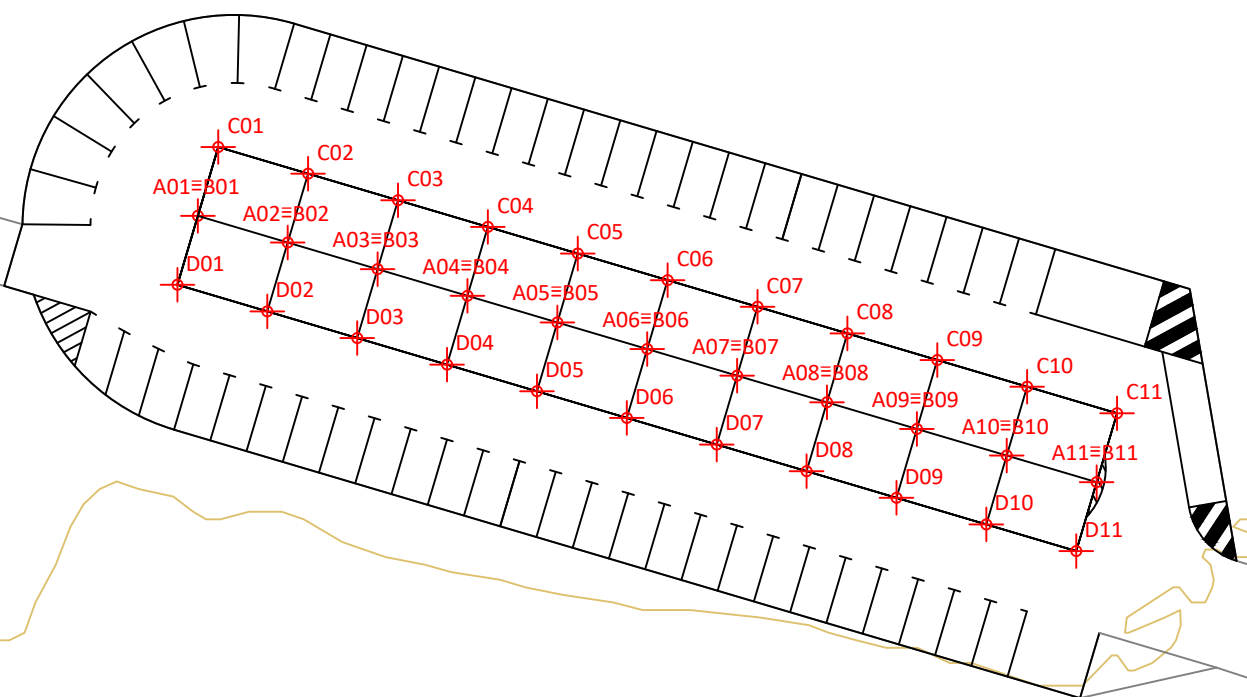 C01
C02
A01≡B01
C03
A02≡B02
C04
A03≡B03
C05
D01
A04≡B04
C06
D02
A05≡B05
C07
D03
A06≡B06
C08
D04
A07≡B07
C09
D05
A08≡B08
C10
D06
A09≡B09
C11
D07
A10≡B10
D08
A11≡B11
D09
D10
D11